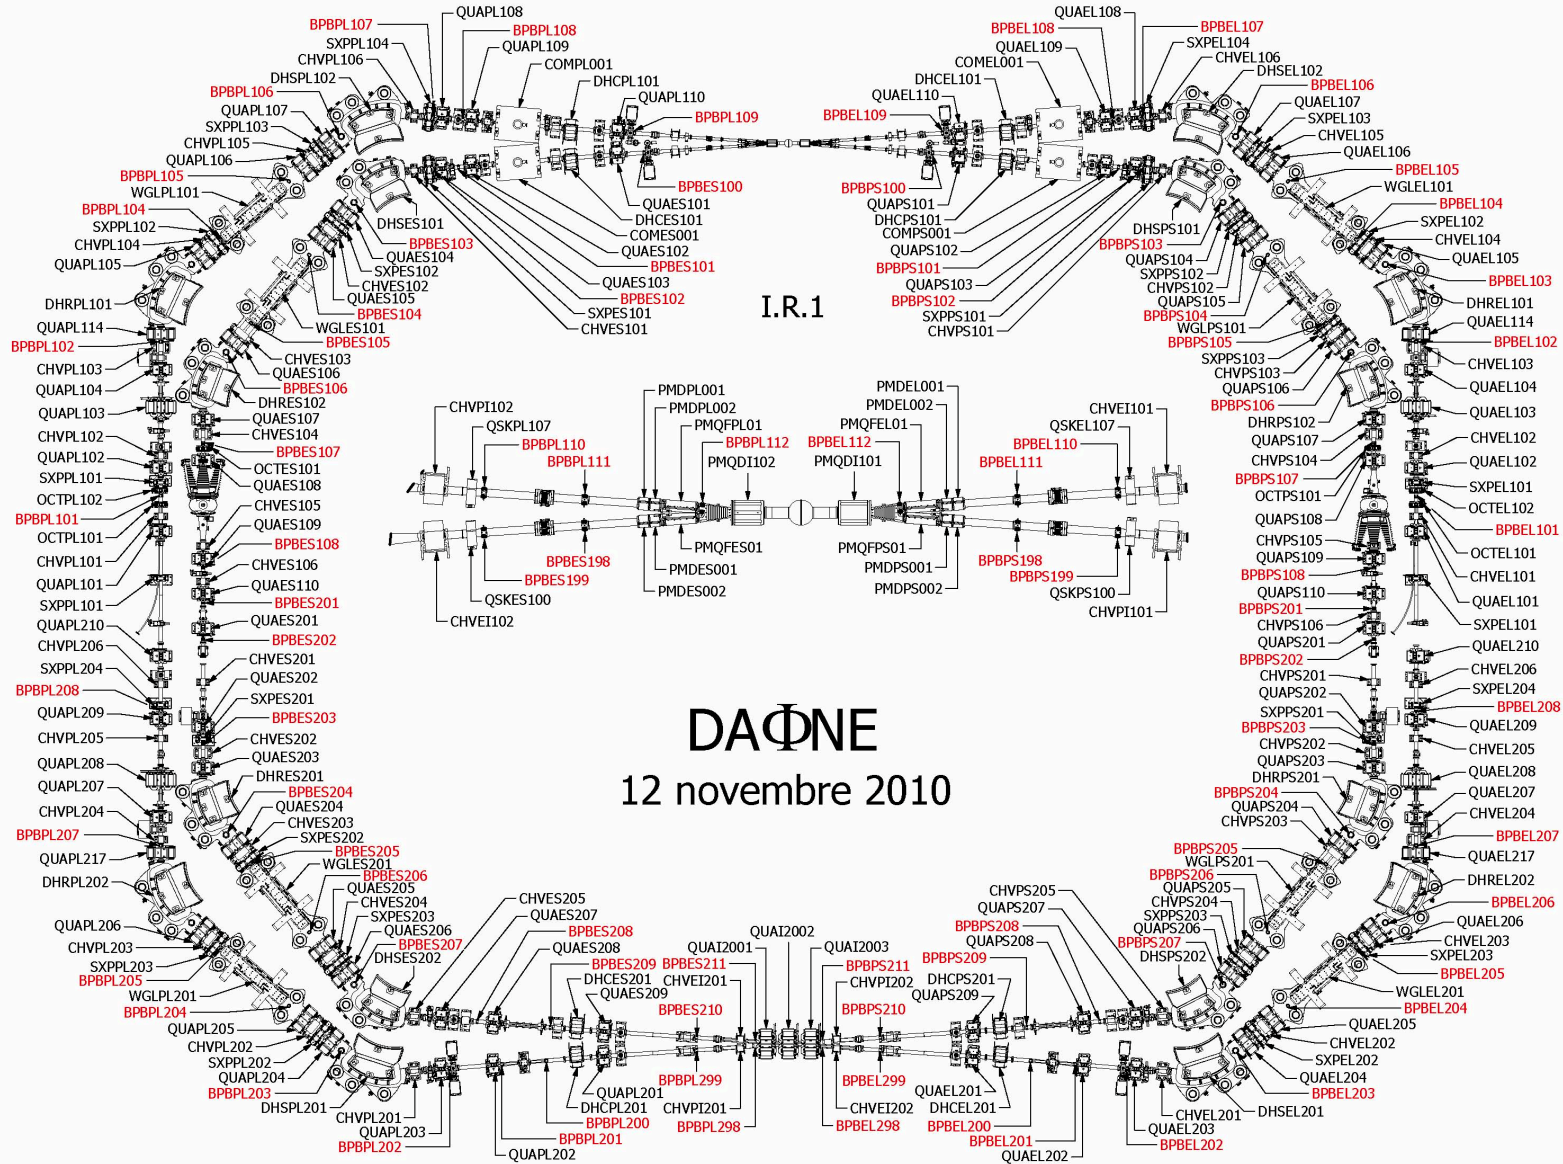 QUAPL108
BPBPL107
BPBPL108
SXPPL104
QUAPL109
CHVPL106
COMPL001
DHSPL102
DHCPL101
BPBPL106
QUAPL110
QUAPL107
BPBPL109
SXPPL103
CHVPL105
QUAPL106
BPBPL105
WGLPL101
BPBPL104
SXPPL102
CHVPL104
QUAPL105
DHRPL101
QUAPL114
BPBPL102
CHVPL103
QUAPL104
QUAPL103
CHVPL102
QUAPL102
SXPPL101
OCTPL102
BPBPL101
OCTPL101
CHVPL101
QUAPL101
SXPPL101
QUAPL210
CHVPL206
SXPPL204
BPBPL208
QUAPL209
CHVPL205
QUAPL208
QUAPL207
CHVPL204
BPBPL207
QUAPL217
DHRPL202
QUAPL206
CHVPL203
SXPPL203
BPBPL205
WGLPL201
BPBPL204
QUAPL205
CHVPL202
SXPPL202
QUAPL204
BPBPL203
DHSPL201
CHVPL201
QUAPL203
BPBPL202
BPBES100
QUAES101
DHCES101
COMES001
QUAES102
BPBES101
QUAES103
BPBES102
SXPES101
CHVES101
DHSES101
BPBES103
QUAES104
SXPES102
CHVES102
QUAES105
BPBES104
WGLES101
BPBES105
CHVES103
QUAES106
BPBES106
DHRES102
QUAES107
CHVES104
BPBES107
OCTES101
QUAES108
CHVES105
QUAES109
BPBES108
CHVES106
QUAES110
BPBES201
QUAES201
BPBES202
CHVES201
QUAES202
SXPES201
BPBES203
CHVES202
QUAES203
DHRES201
BPBES204
QUAES204
CHVES203
SXPES202
BPBES205
WGLES201
BPBES206
QUAES205
CHVES204
SXPES203
QUAES206
BPBES207
DHSES202
CHVES205
QUAES207
BPBES208
QUAES208
BPBES209
DHCES201
QUAES209
QUAI2001
QUAI2002
QUAI2003
BPBES211
CHVEI201
BPBES210
BPBPS211
CHVPI202
BPBPS210
QUAPL201
DHCPL201
BPBPL200
BPBPL201
QUAPL202
BPBPL299
CHVPI201
BPBPL298
BPBEL299
CHVEI202
BPBEL298
QUAEL201
DHCEL201
BPBEL200
BPBEL201
QUAEL202
QUAEL108
BPBEL108
BPBEL107
QUAEL109
SXPEL104
COMEL001
CHVEL106
DHCEL101
DHSEL102
QUAEL110
BPBEL106
BPBEL109
QUAEL107
SXPEL103
CHVEL105
QUAEL106
BPBEL105
WGLEL101
BPBEL104
SXPEL102
CHVEL104
QUAEL105
BPBEL103
DHREL101
QUAEL114
BPBEL102
CHVEL103
QUAEL104
QUAEL103
CHVEL102
QUAEL102
SXPEL101
OCTEL102
BPBEL101
OCTEL101
CHVEL101
QUAEL101
SXPEL101
QUAEL210
CHVEL206
SXPEL204
BPBEL208
QUAEL209
CHVEL205
QUAEL208
QUAEL207
CHVEL204
BPBEL207
QUAEL217
DHREL202
BPBEL206
QUAEL206
CHVEL203
SXPEL203
BPBEL205
WGLEL201
BPBEL204
QUAEL205
CHVEL202
SXPEL202
QUAEL204
BPBEL203
DHSEL201
CHVEL201
QUAEL203
BPBEL202
BPBPS100
QUAPS101
DHCPS101
COMPS001
QUAPS102
BPBPS101
QUAPS103
BPBPS102
SXPPS101
CHVPS101
DHSPS101
BPBPS103
QUAPS104
SXPPS102
CHVPS102
QUAPS105
BPBPS104
WGLPS101
BPBPS105
SXPPS103
CHVPS103
QUAPS106
BPBPS106
DHRPS102
QUAPS107
CHVPS104
BPBPS107
OCTPS101
QUAPS108
CHVPS105
QUAPS109
BPBPS108
QUAPS110
BPBPS201
CHVPS106
QUAPS201
BPBPS202
CHVPS201
QUAPS202
SXPPS201
BPBPS203
CHVPS202
QUAPS203
DHRPS201
BPBPS204
QUAPS204
CHVPS203
BPBPS205
WGLPS201
BPBPS206
QUAPS205
CHVPS204
SXPPS203
QUAPS206
BPBPS207
DHSPS202
CHVPS205
QUAPS207
BPBPS208
QUAPS208
BPBPS209
DHCPS201
QUAPS209
I.R.1
PMDPL001
PMDPL002
PMQFPL01
BPBPL112
PMQDI102
CHVPI102
QSKPL107
BPBPL110
BPBPL111
PMDEL001
PMDEL002
PMQFEL01
BPBEL112
PMQDI101
CHVEI101
QSKEL107
BPBEL110
BPBEL111
PMQFES01
PMDES001
PMDES002
BPBES198
BPBES199
QSKES100
CHVEI102
PMQFPS01
PMDPS001
PMDPS002
BPBPS198
BPBPS199
QSKPS100
CHVPI101
DAΦNE
12 novembre 2010